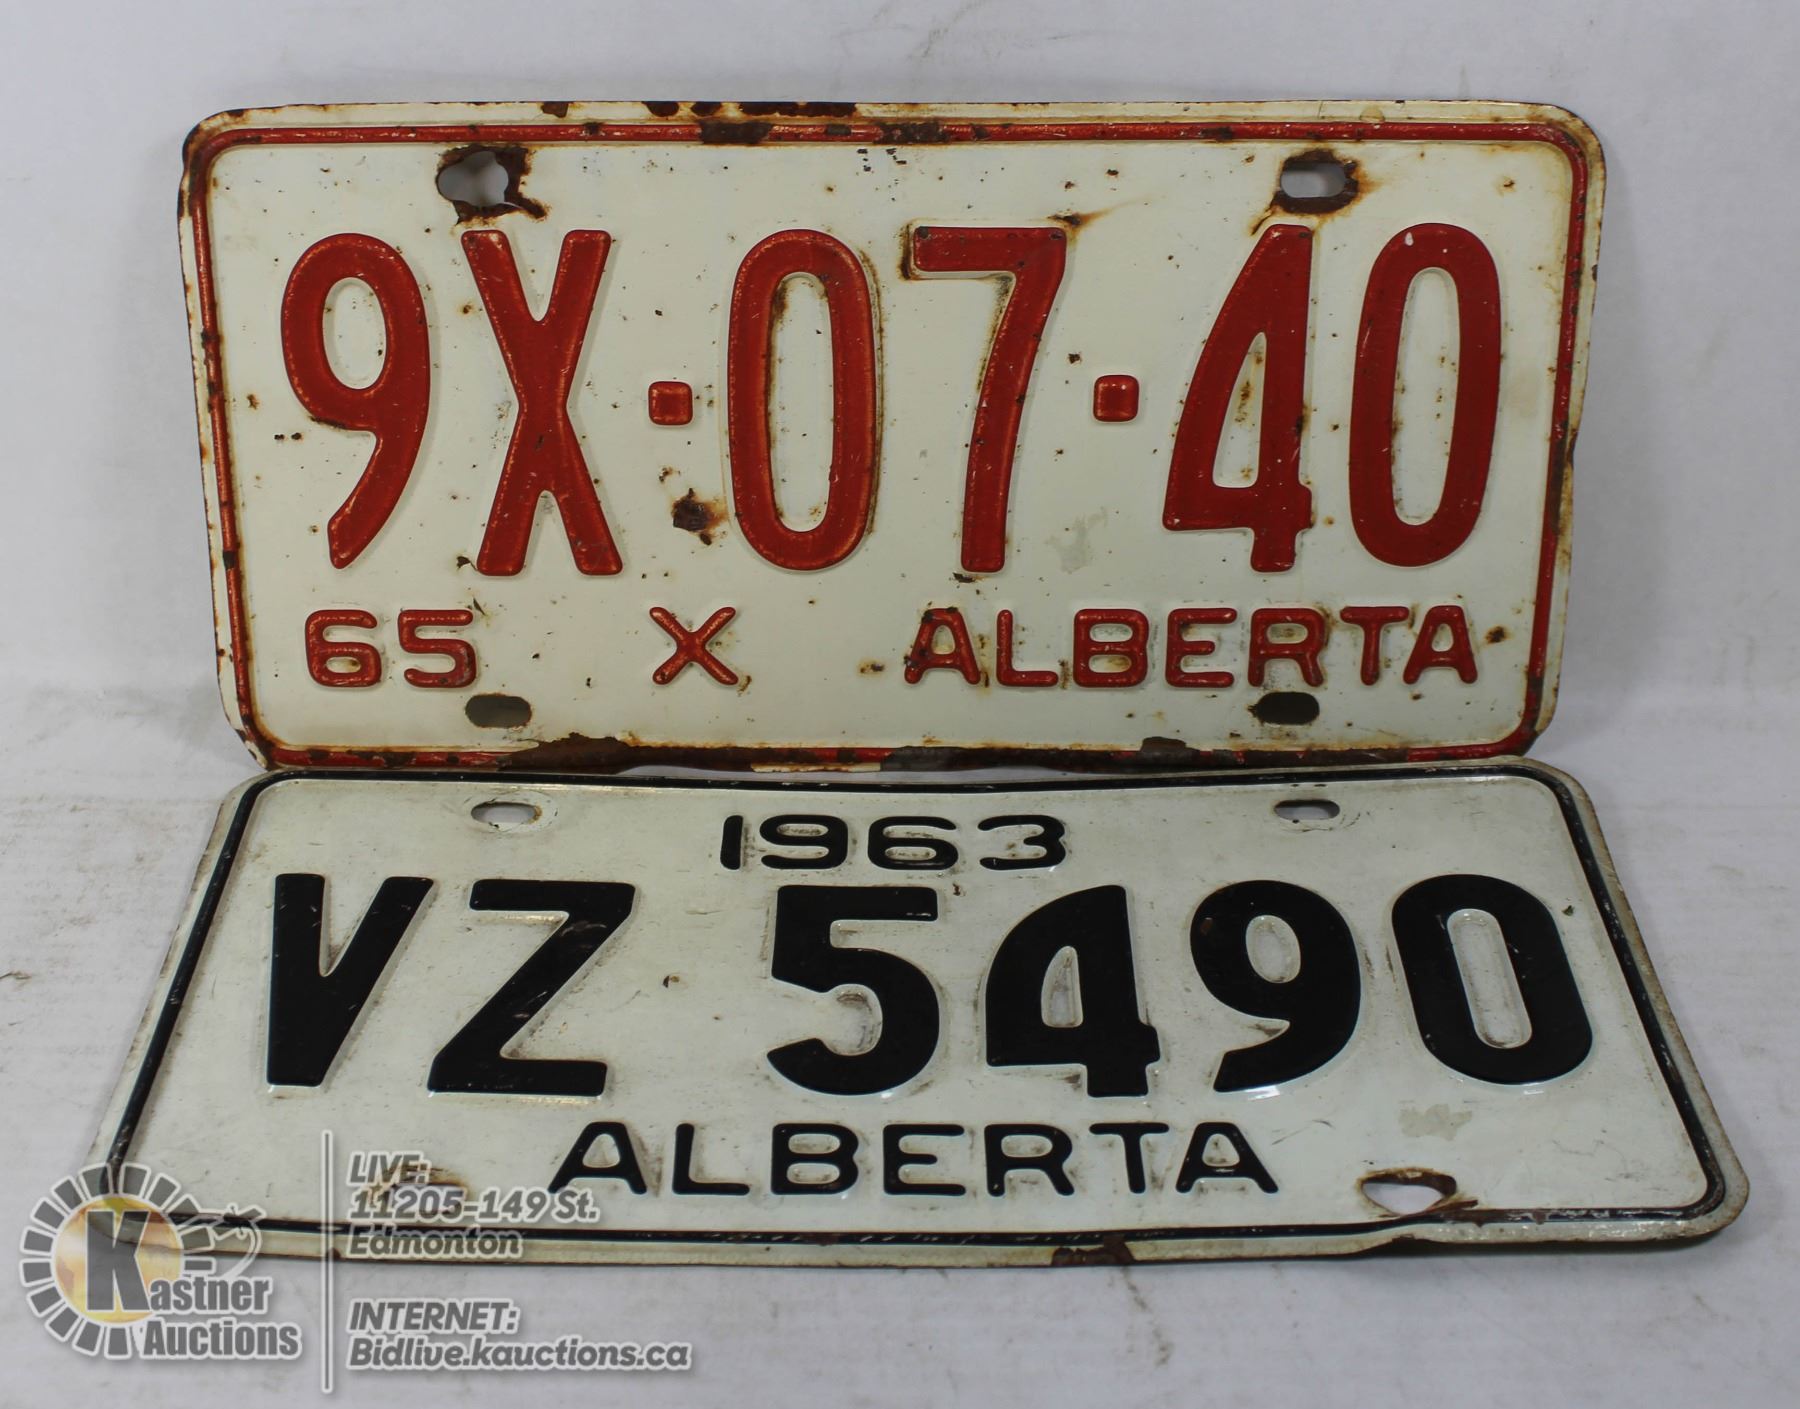 9X·07·40
65 X ALBERTA
1963
VZ 5490
ALBERTA
Kastner
Auctions
LIVE:
11205-149 St.
Edmonton
INTERNET:
Bidlive.kauctions.ca